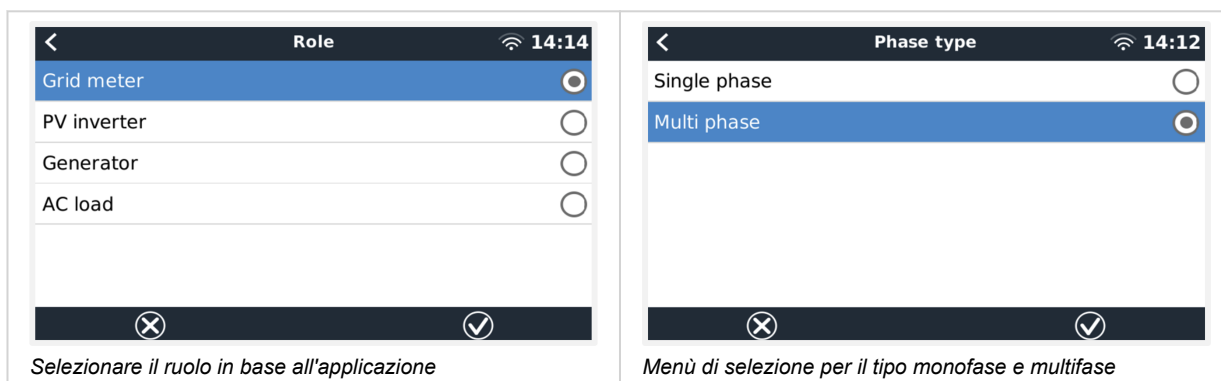 Role 14:14
Grid meter
PV inverter
Generator
AC load
Selezionare il ruolo in base all'applicazione
Phase type 14:12
Single phase
Multi phase
Menù di selezione per il tipo monofase e multifase